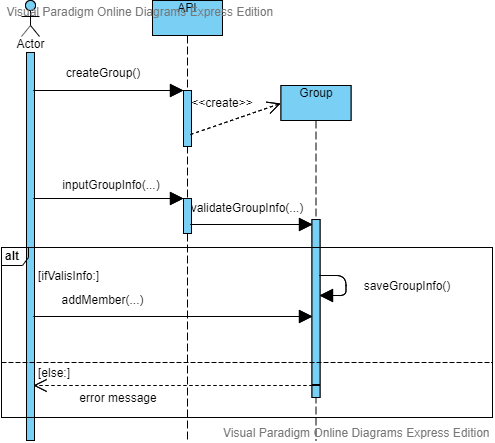 Visual Paradigm Online Diagrams Express Edition
API
Actor
createGroup()
<<create>>
Group
inputGroupInfo(...)
validateGroupInfo(...)
alt
[ifValisInfo:]
saveGroupInfo()
addMember(...)
[else:]
error message
Visual Paradigm Online Diagrams Express Edition